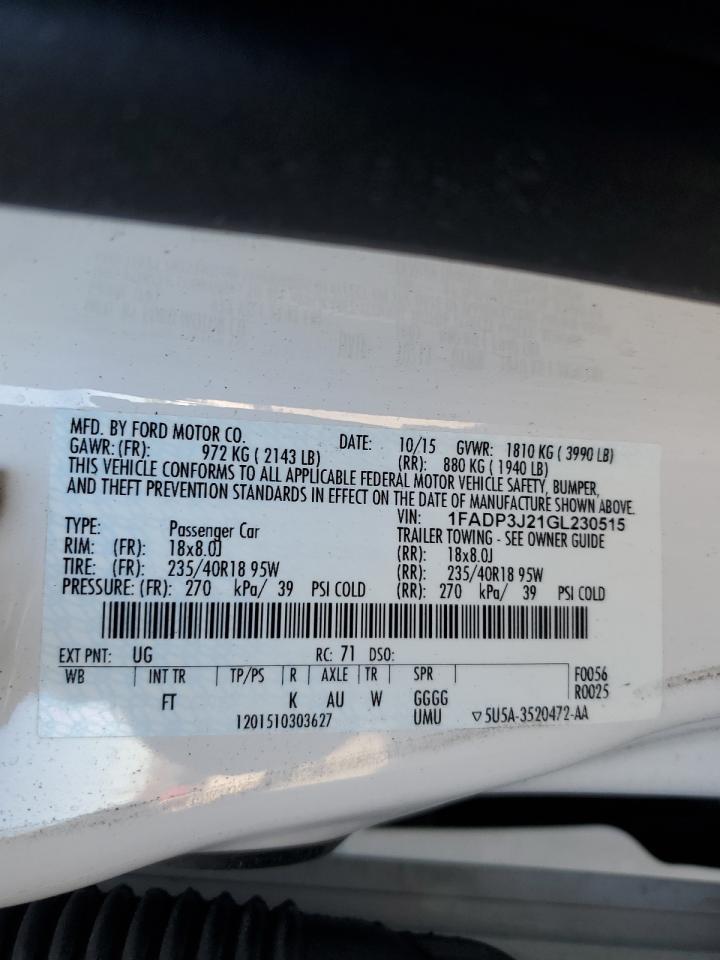 MFD. BY FORD MOTOR CO. DATE: 10/15 GVWR: 1810 KG ( 3990 LB)
GAWR: (FR): 972 KG ( 2143 LB) (RR): 880 KG ( 1940 LB)
THIS VEHICLE CONFORMS TO ALL APPLICABLE FEDERAL MOTOR VEHICLE SAFETY, BUMPER,
AND THEFT PREVENTION STANDARDS IN EFFECT ON THE DATE OF MANUFACTURE SHOWN ABOVE.
VIN: 1FADP3J21GL230515
TYPE: Passenger Car TRAILER TOWING - SEE OWNER GUIDE
RIM: (FR): 18x8.0J (RR): 18x8.0J
TIRE: (FR): 235/40R18 95W (RR): 235/40R18 95W
PRESSURE: (FR): 270 kPa/ 39 PSI COLD (RR): 270 kPa/ 39 PSI COLD
EXT PNT: UG RC: 71 DSO:
WB INT TR TP/PS R AXLE TR SPR F0056
FT K AU W GGGG R0025
1201510303627 UMU ▽5U5A-3520472-AA